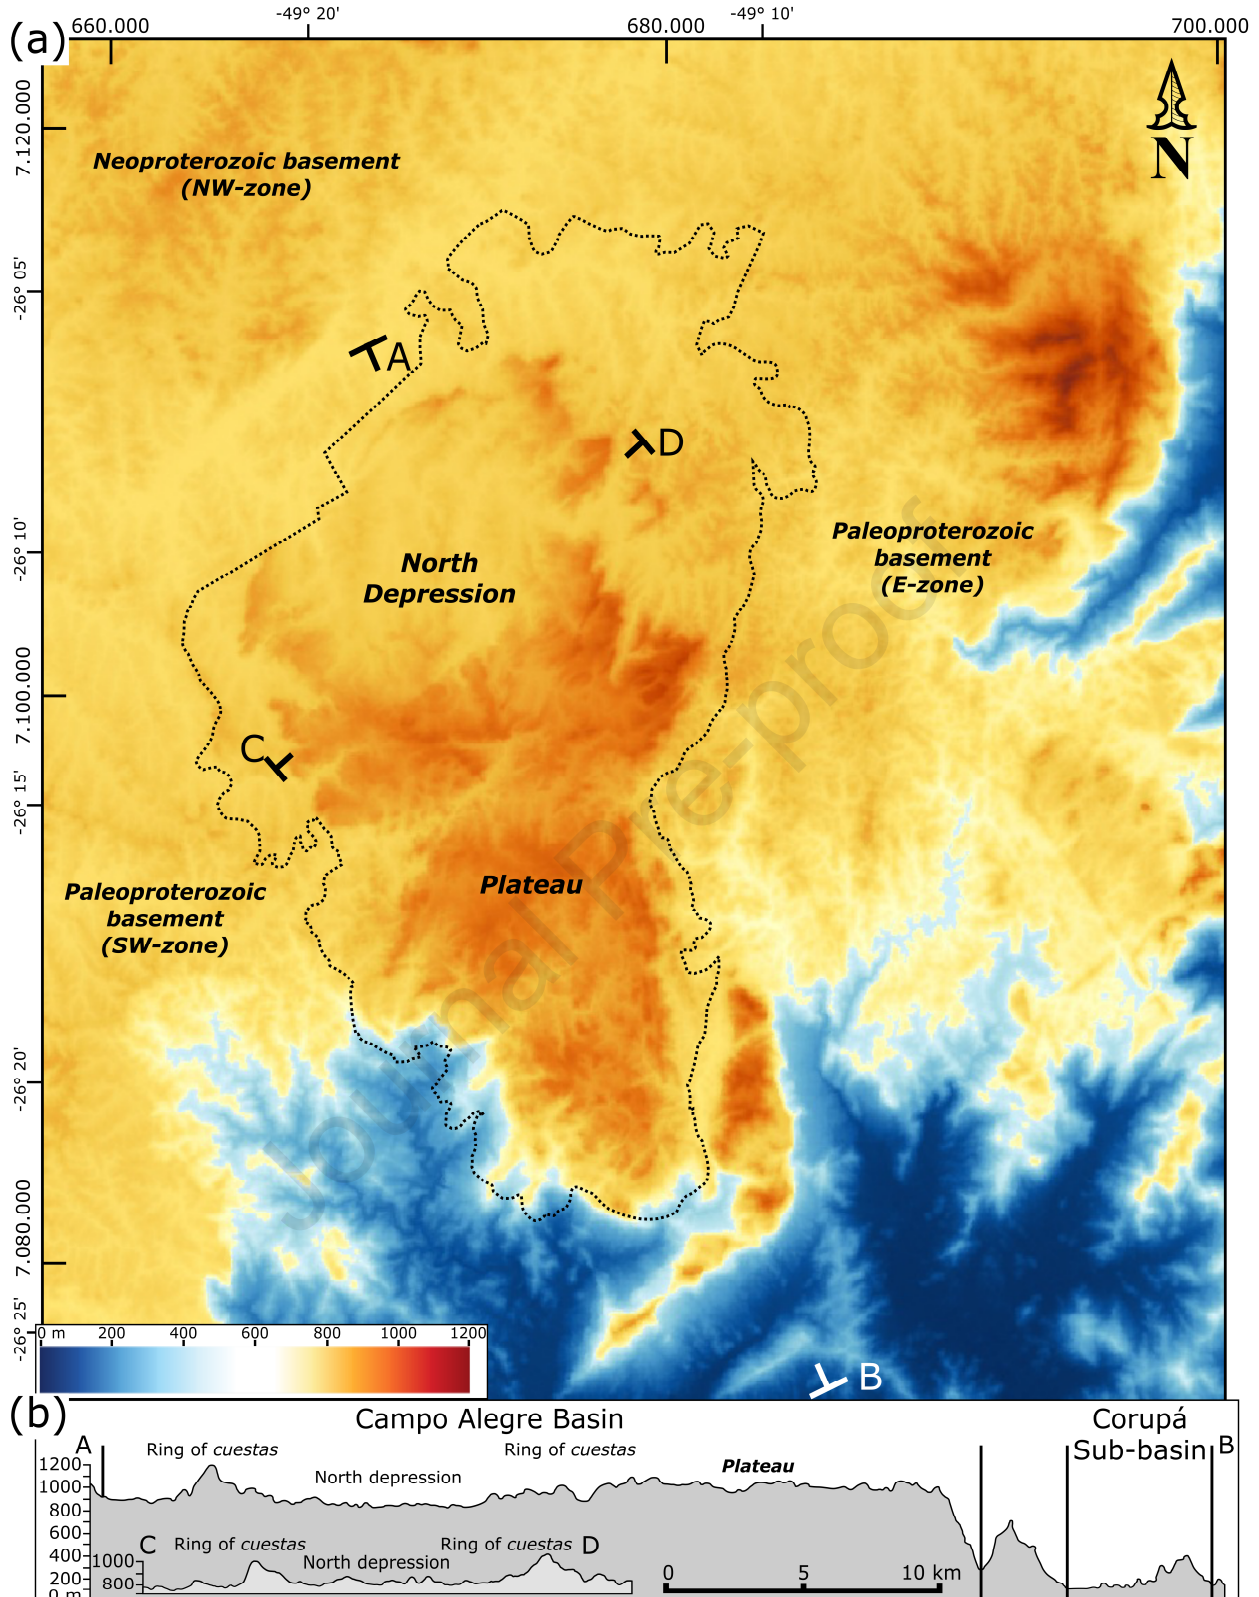 (a)
660.000
-49° 20'
680.000
-49° 10'
700.000
7.120.000
-26° 05'
-26° 10'
7.100.000
-26° 15'
-26° 20'
7.080.000
-26° 25'
N
Neoproterozoic basement
(NW-zone)
A
D
North
Depression
Paleoproterozoic
basement
(E-zone)
C
Plateau
Paleoproterozoic
basement
(SW-zone)
Journal Pre-proof
B
0 m 200 400 600 800 1000 1200
(b)
Campo Alegre Basin
Corupá
Sub-basin
A
B
Ring of cuestas
North depression
Ring of cuestas
Plateau
1200
1000
800
600
400
200
0 m
C
Ring of cuestas
North depression
Ring of cuestas
D
1000
800
0 5 10 km